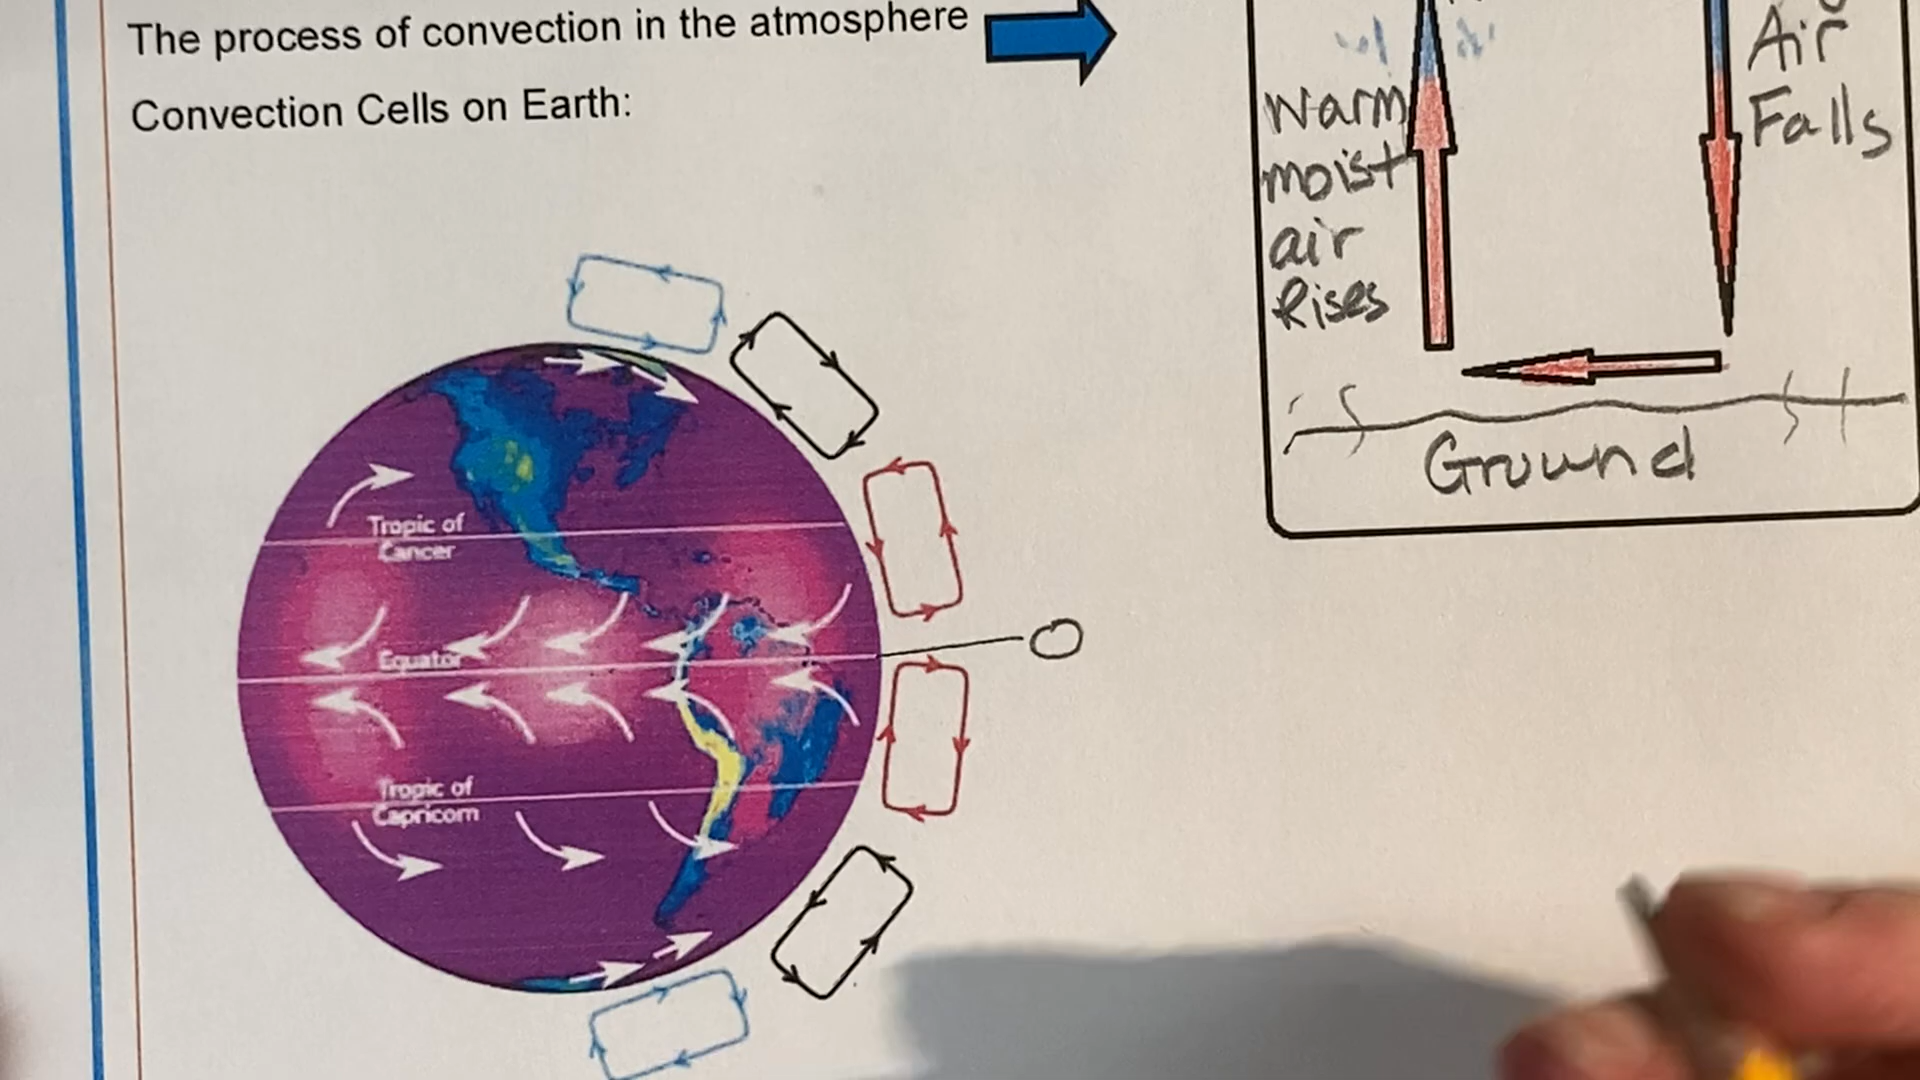 The process of convection in the atmosphere
Convection Cells on Earth:
Warm
moist
air
Rises
Air
Falls
Ground
Tropic of
Cancer
Equator
Tropic of
Capricorn
0